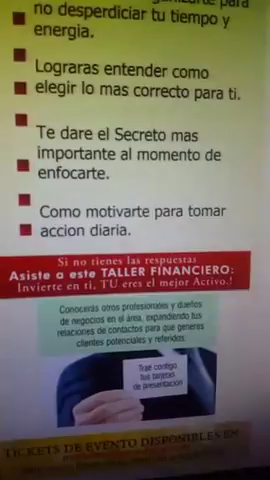 para
no desperdiciar tu tiempo y
energia.
Lograras entender como
elegir lo mas correcto para ti.
Te dare el Secreto mas
importante al momento de
enfocarte.
Como motivarte para tomar
accion diaria.
Si no tienes las respuestas
Asiste a este TALLER FINANCIERO:
Invierte en ti, TU eres el mejor Activo.!
Conocerás otros profesionales y dueños
de negocios en el área, expandiendo tus
relaciones de contactos para que generes
clientes potenciales y referidos.
Trae contigo
tus tarjetas
de presentación
TICKETS DE EVENTO DISPONIBLES EN